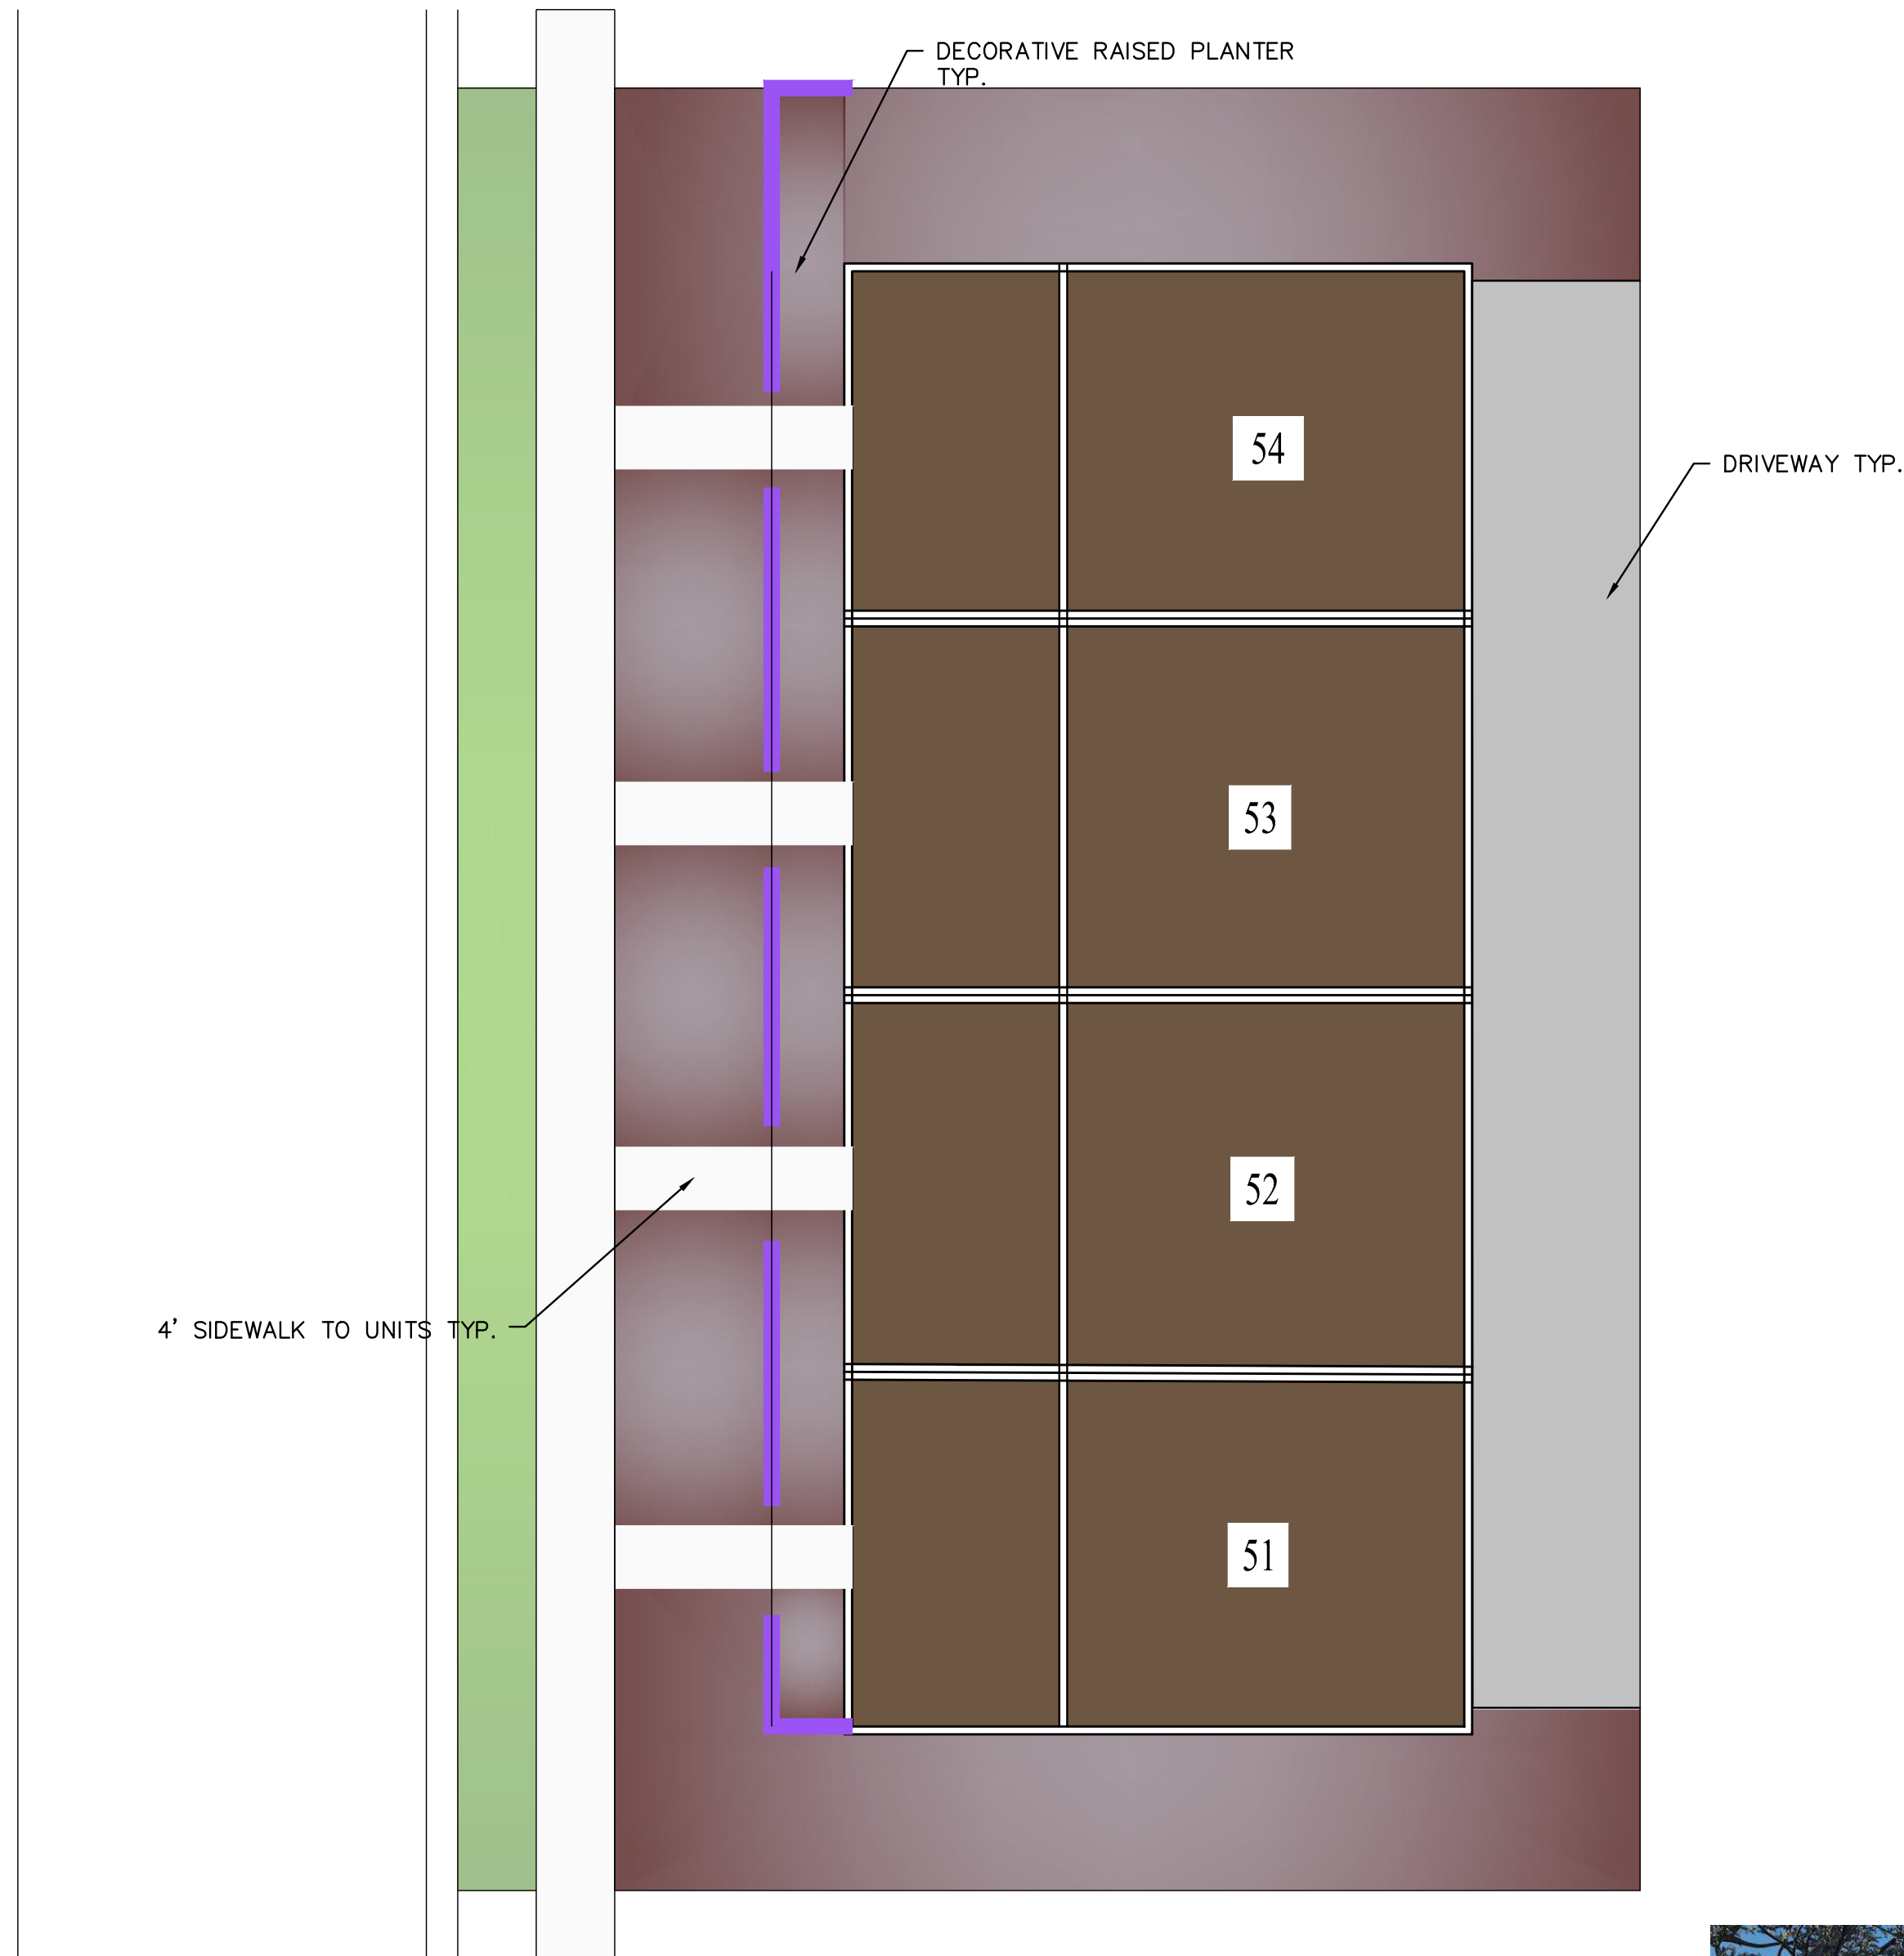 DECORATIVE RAISED PLANTER
TYP.
54
DRIVEWAY TYP.
53
52
4' SIDEWALK TO UNITS TYP.
51